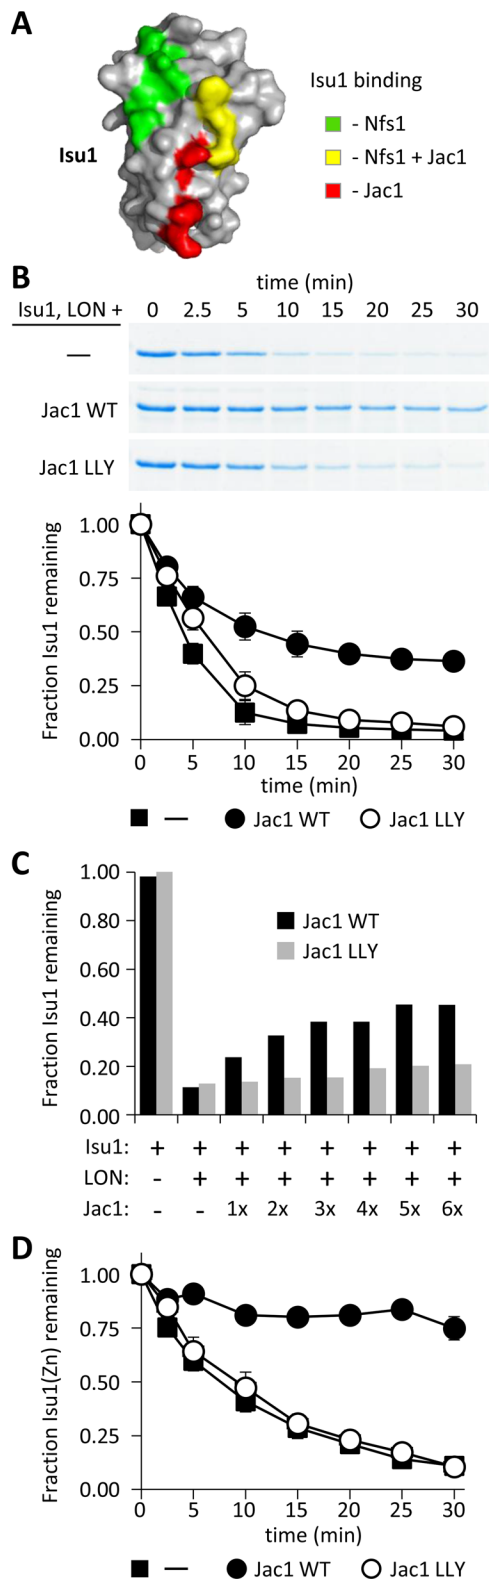 A
Isu1 binding
- Nfs1
Isu1
- Nfs1 + Jac1
- Jac1
B
time (min)
Isu1, LON + 0 2.5 5 10 15 20 25 30
—
Jac1 WT
Jac1 LLY
Fraction Isu1 remaining
1.00
0.75
0.50
0.25
0.00
0 5 10 15 20 25 30
time (min)
— Jac1 WT Jac1 LLY
C
Fraction Isu1 remaining
1.00
0.80
0.60
0.40
0.20
0.00
Jac1 WT
Jac1 LLY
Isu1: + + + + + + + +
LON: - + + + + + + +
Jac1: - - 1x 2x 3x 4x 5x 6x
D
Fraction Isu1(Zn) remaining
1.00
0.75
0.50
0.25
0.00
0 5 10 15 20 25 30
time (min)
— Jac1 WT Jac1 LLY